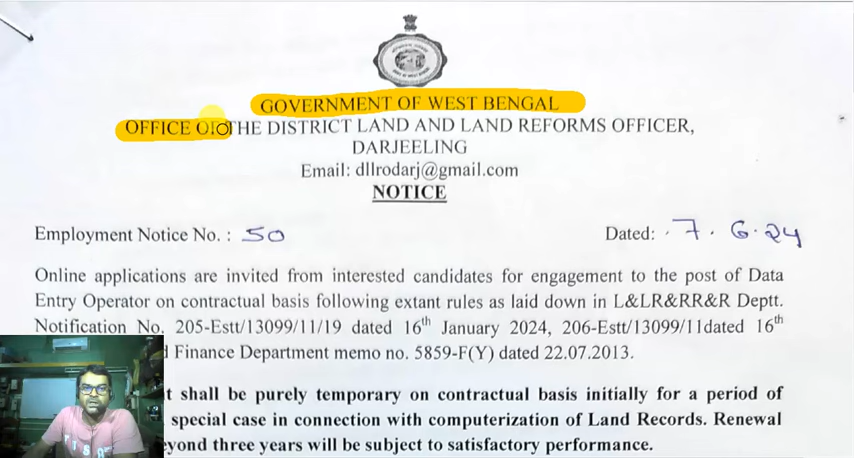 GOVERNMENT OF WEST BENGAL
OFFICE OF THE DISTRICT LAND AND LAND REFORMS OFFICER,
DARJEELING
Email: dllrodarj@gmail.com
NOTICE
Employment Notice No. : 50 Dated: . 7 . 6 . 24
Online applications are invited from interested candidates for engagement to the post of Data
Entry Operator on contractual basis following extant rules as laid down in L&LR&RR&R Deptt.
Notification No. 205-Estt/13099/11/19 dated 16th January 2024, 206-Estt/13099/11dated 16th
Finance Department memo no. 5859-F(Y) dated 22.07.2013.
shall be purely temporary on contractual basis initially for a period of
special case in connection with computerization of Land Records. Renewal
three years will be subject to satisfactory performance.